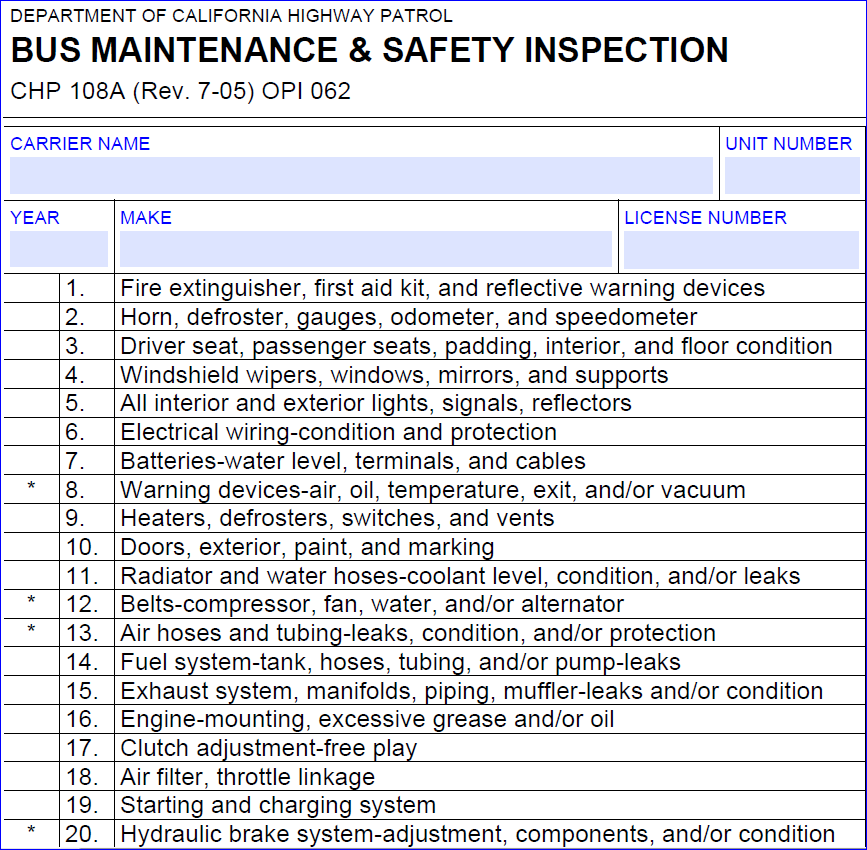 DEPARTMENT OF CALIFORNIA HIGHWAY PATROL
BUS MAINTENANCE & SAFETY INSPECTION
CHP 108A (Rev. 7-05) OPI 062
CARRIER NAME UNIT NUMBER
YEAR MAKE LICENSE NUMBER
1. Fire extinguisher, first aid kit, and reflective warning devices
2. Horn, defroster, gauges, odometer, and speedometer
3. Driver seat, passenger seats, padding, interior, and floor condition
4. Windshield wipers, windows, mirrors, and supports
5. All interior and exterior lights, signals, reflectors
6. Electrical wiring-condition and protection
7. Batteries-water level, terminals, and cables
* 8. Warning devices-air, oil, temperature, exit, and/or vacuum
9. Heaters, defrosters, switches, and vents
10. Doors, exterior, paint, and marking
11. Radiator and water hoses-coolant level, condition, and/or leaks
* 12. Belts-compressor, fan, water, and/or alternator
* 13. Air hoses and tubing-leaks, condition, and/or protection
14. Fuel system-tank, hoses, tubing, and/or pump-leaks
15. Exhaust system, manifolds, piping, muffler-leaks and/or condition
16. Engine-mounting, excessive grease and/or oil
17. Clutch adjustment-free play
18. Air filter, throttle linkage
19. Starting and charging system
* 20. Hydraulic brake system-adjustment, components, and/or condition